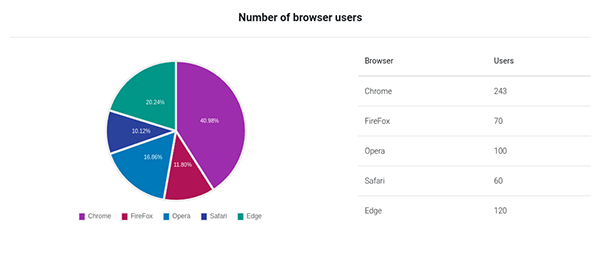 Number of browser users
20.24%
40.98%
10.12%
16.86%
11.80%
Chrome FireFox Opera Safari Edge
Browser Users
Chrome 243
FireFox 70
Opera 100
Safari 60
Edge 120